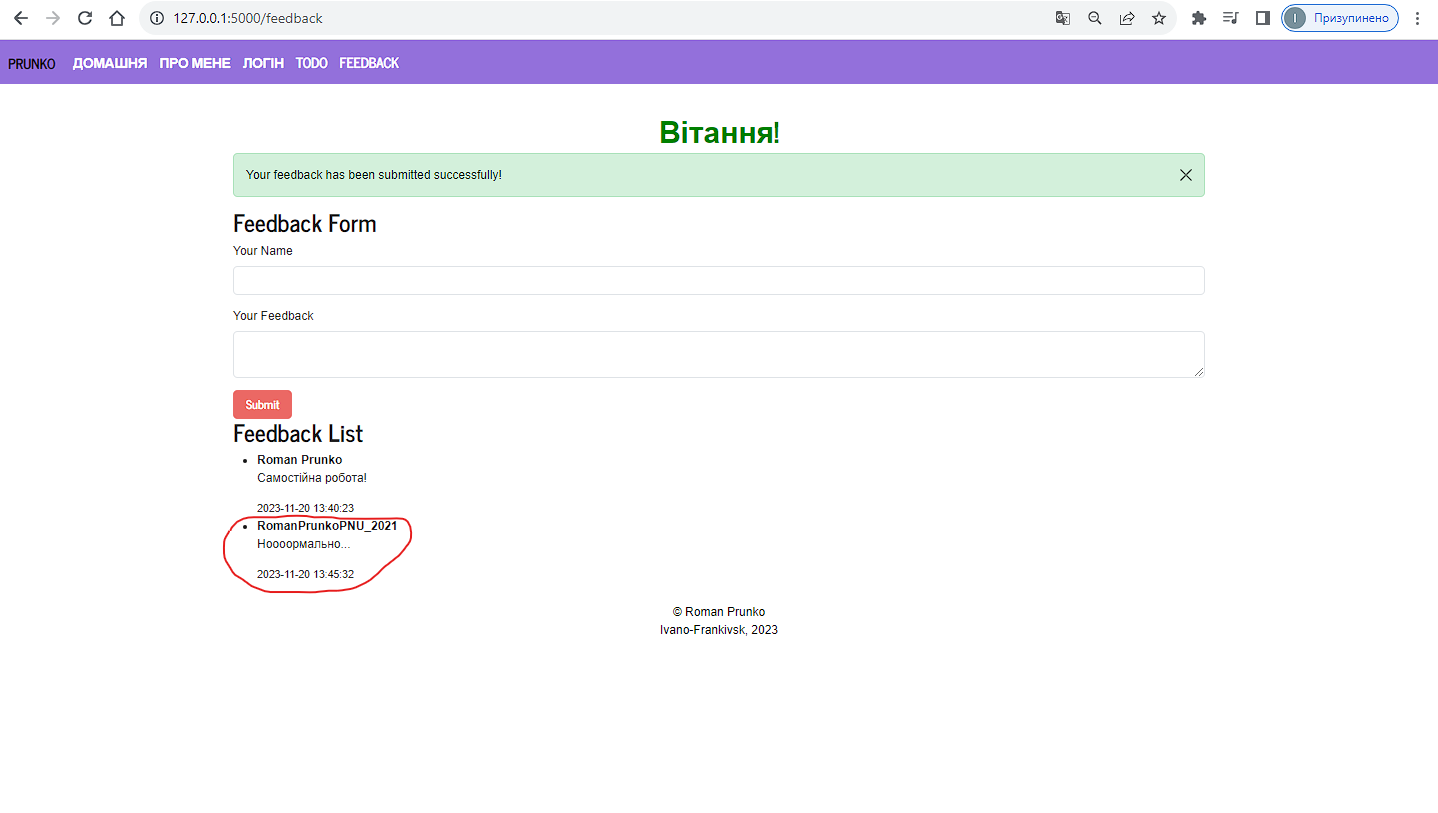 127.0.0.1:5000/feedback
І Призупинено
PRUNKO ДОМАШНЯ ПРО МЕНЕ ЛОГІН TODO FEEDBACK
Вітання!
Your feedback has been submitted successfully!
Feedback Form
Your Name
Your Feedback
Submit
Feedback List
Roman Prunko
Самостійна робота!
2023-11-20 13:40:23
RomanPrunkoPNU_2021
Ноооормально...
2023-11-20 13:45:32
© Roman Prunko
Ivano-Frankivsk, 2023